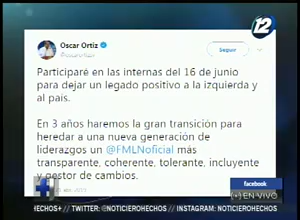 12
Oscar Ortiz
Seguir
Participaré en las internas del 16 de junio
para dejar un legado positivo a la izquierda y
al país.
En 3 años haremos la gran transición para
heredar a una nueva generación de
liderazgos un @FMLNoficial más
transparente, coherente, tolerante, incluyente
y gestor de cambios.
facebook
EN VIVO
HECHOS+// TWITTER: @NOTICIEROHECHOS // INSTAGRAM: NOTICIEROHECHOS